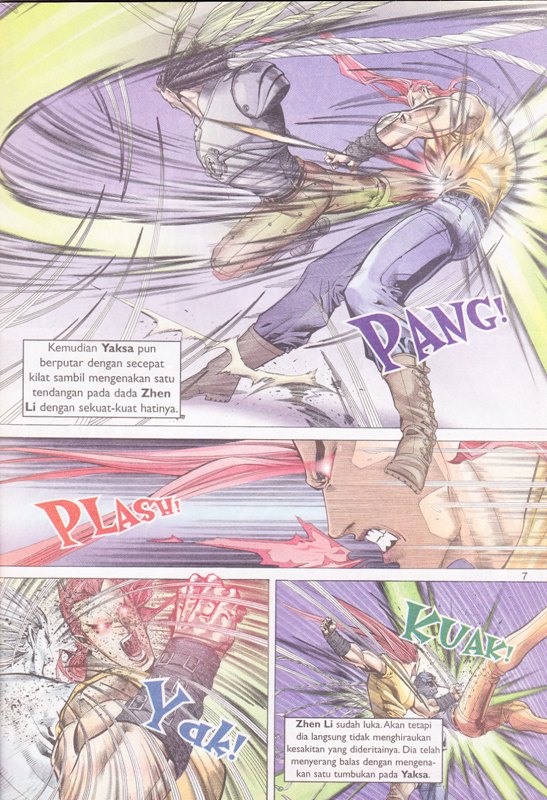 PANG!
Kemudian Yaksa pun
berputar dengan secepat
kilat sambil mengenakan satu
tendangan pada dada Zhen
Li dengan sekuat-kuat hatinya.
PLASH!
7
Yak!
KUAK!
Zhen Li sudah luka. Akan tetapi
dia langsung tidak menghiraukan
kesakitan yang dideritainya. Dia telah
menyerang balas dengan mengena-
kan satu tumbukan pada Yaksa.